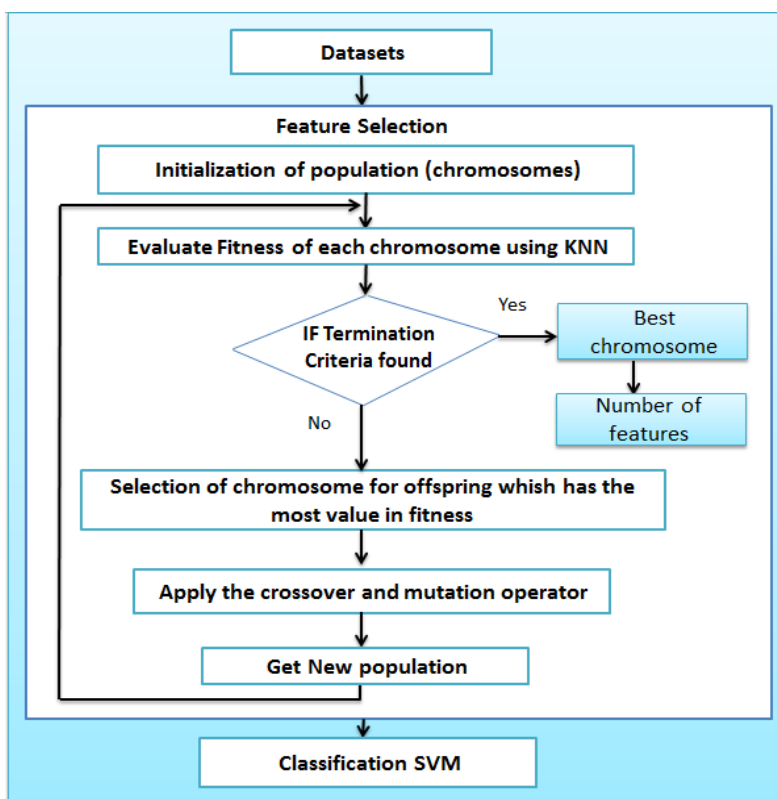 Datasets
Feature Selection
Initialization of population (chromosomes)
Evaluate Fitness of each chromosome using KNN
IF Termination
Criteria found
Yes
Best
chromosome
Number of
features
No
Selection of chromosome for offspring whish has the
most value in fitness
Apply the crossover and mutation operator
Get New population
Classification SVM